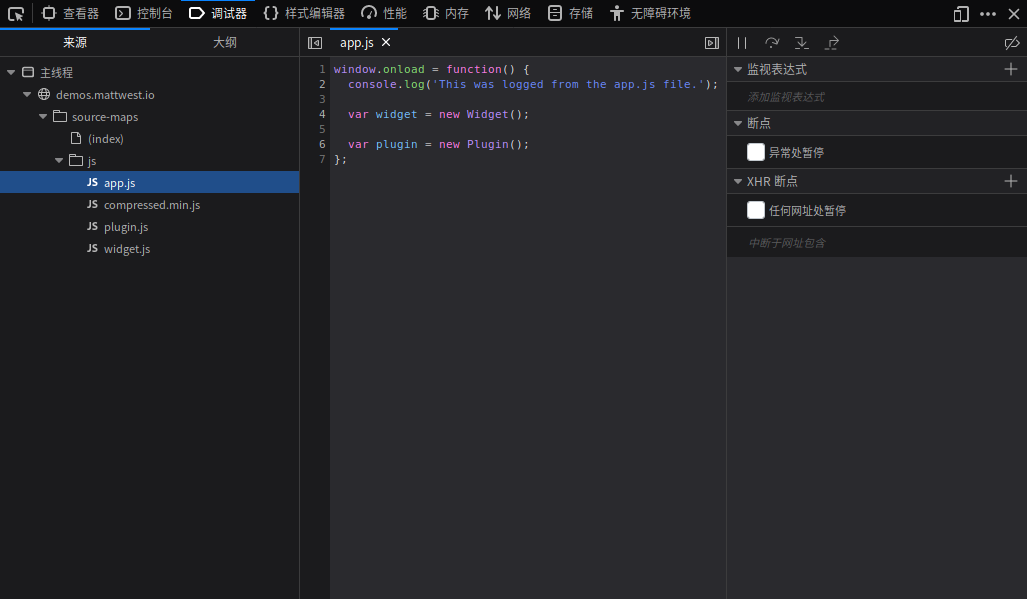 查看器 控制台 调试器 样式编辑器 性能 内存 网络 存储 无障碍环境
来源 大纲
主线程
demos.mattwest.io
source-maps
(index)
js
JS app.js
JS compressed.min.js
JS plugin.js
JS widget.js
app.js
1 window.onload = function() {
2 console.log('This was logged from the app.js file.');
3
4 var widget = new Widget();
5
6 var plugin = new Plugin();
7 };
监视表达式
添加监视表达式
断点
异常处暂停
XHR 断点
任何网址处暂停
中断于网址包含